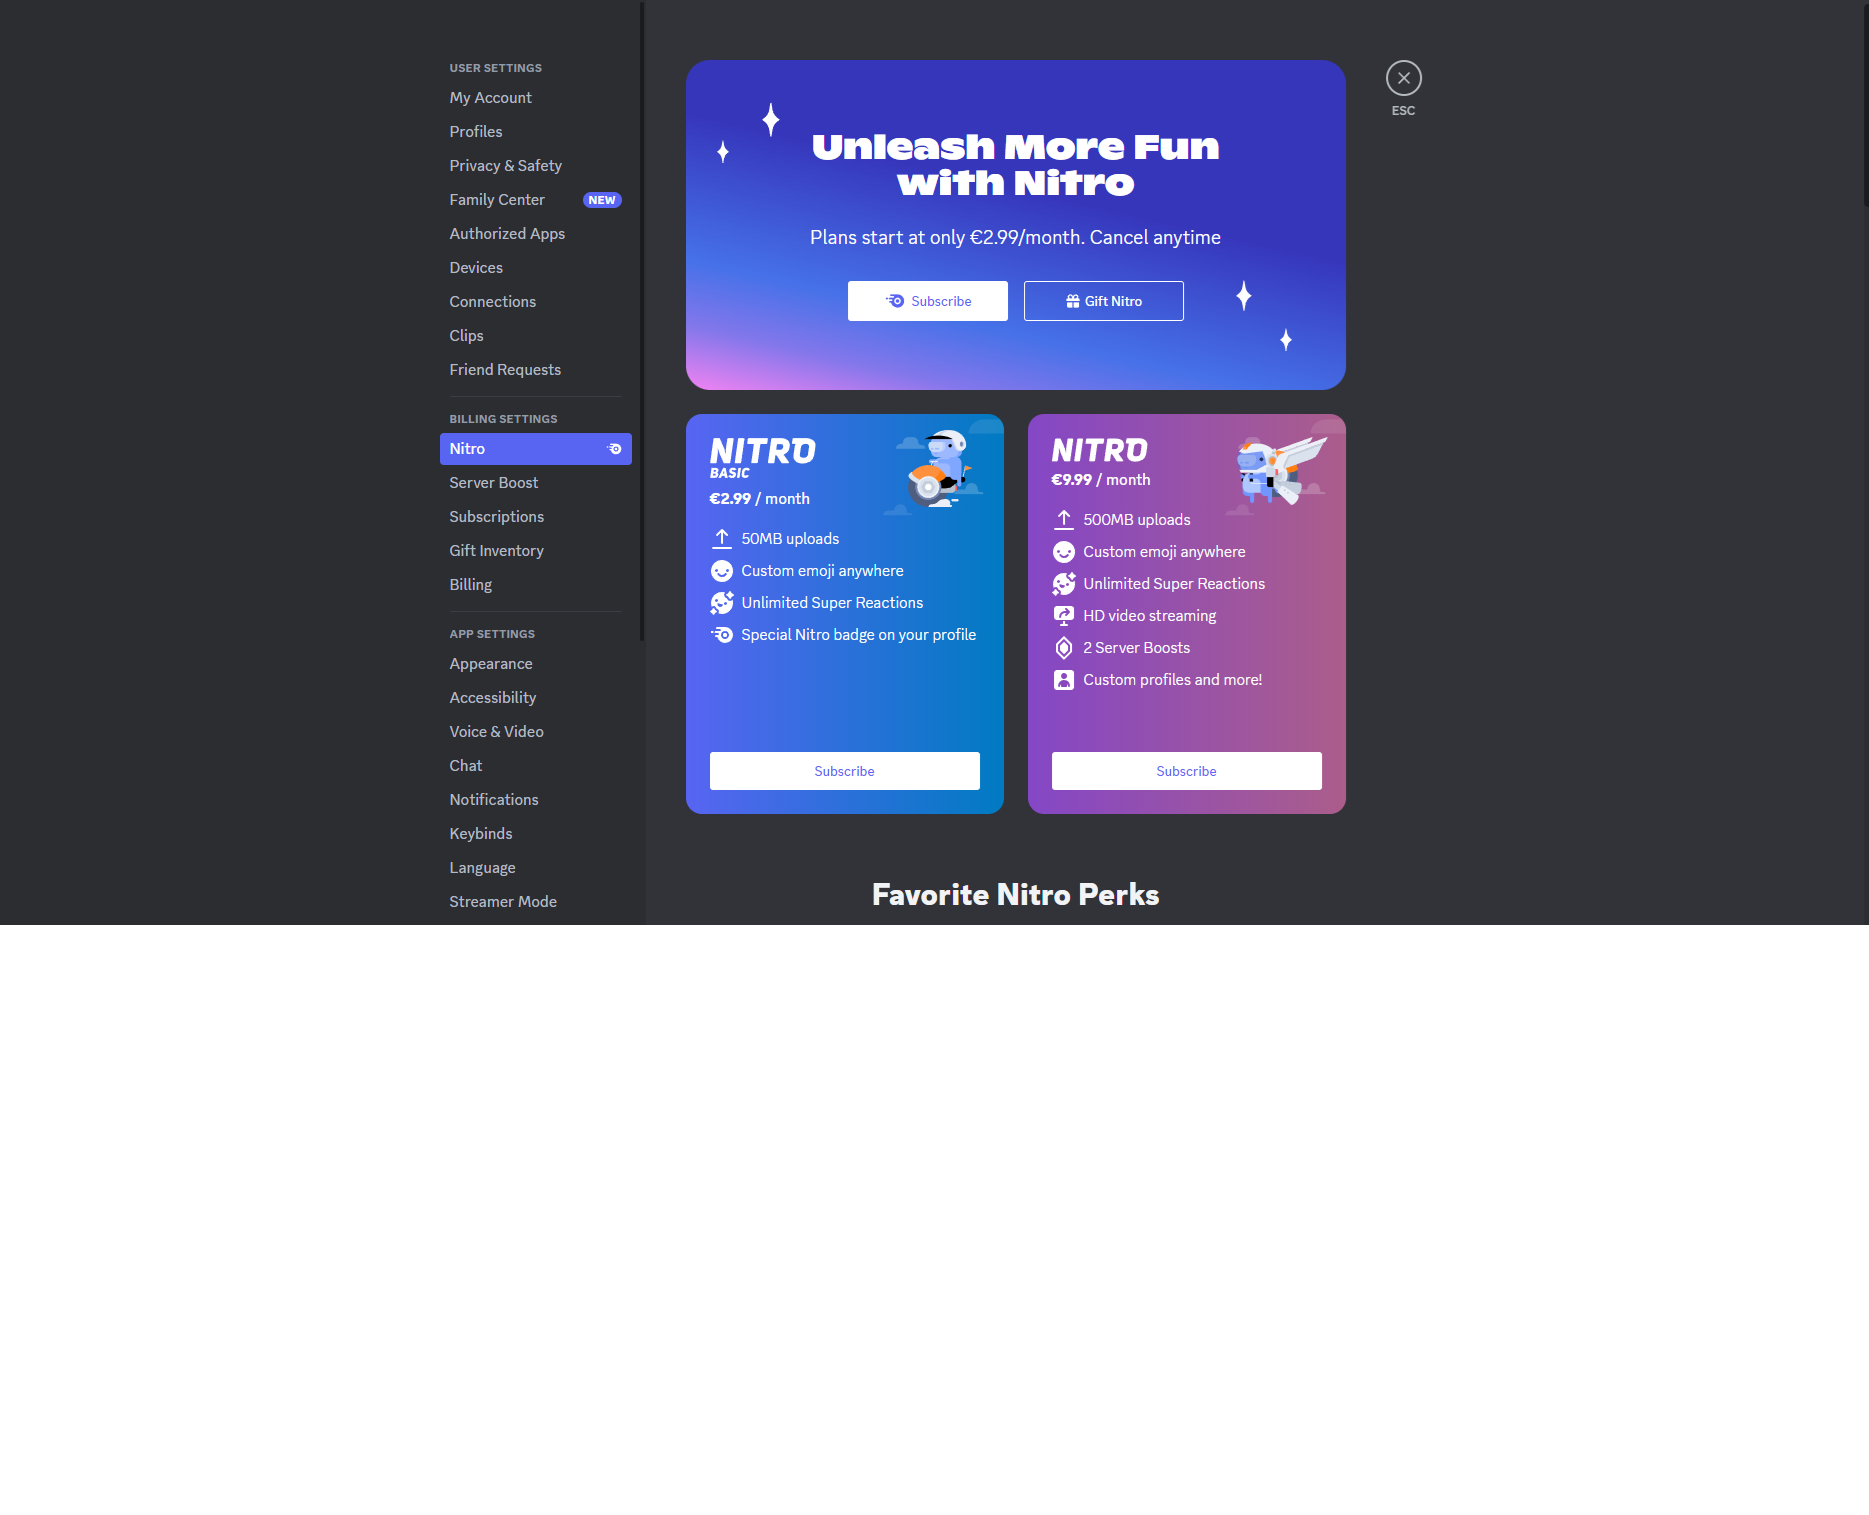 USER SETTINGS
My Account
Profiles
Privacy & Safety
Family Center NEW
Authorized Apps
Devices
Connections
Clips
Friend Requests
BILLING SETTINGS
Nitro
Server Boost
Subscriptions
Gift Inventory
Billing
APP SETTINGS
Appearance
Accessibility
Voice & Video
Chat
Notifications
Keybinds
Language
Streamer Mode
Unleash More Fun
with Nitro
Plans start at only €2.99/month. Cancel anytime
Subscribe
Gift Nitro
ESC
NITRO
BASIC
€2.99 / month
50MB uploads
Custom emoji anywhere
Unlimited Super Reactions
Special Nitro badge on your profile
Subscribe
NITRO
€9.99 / month
500MB uploads
Custom emoji anywhere
Unlimited Super Reactions
HD video streaming
2 Server Boosts
Custom profiles and more!
Subscribe
Favorite Nitro Perks